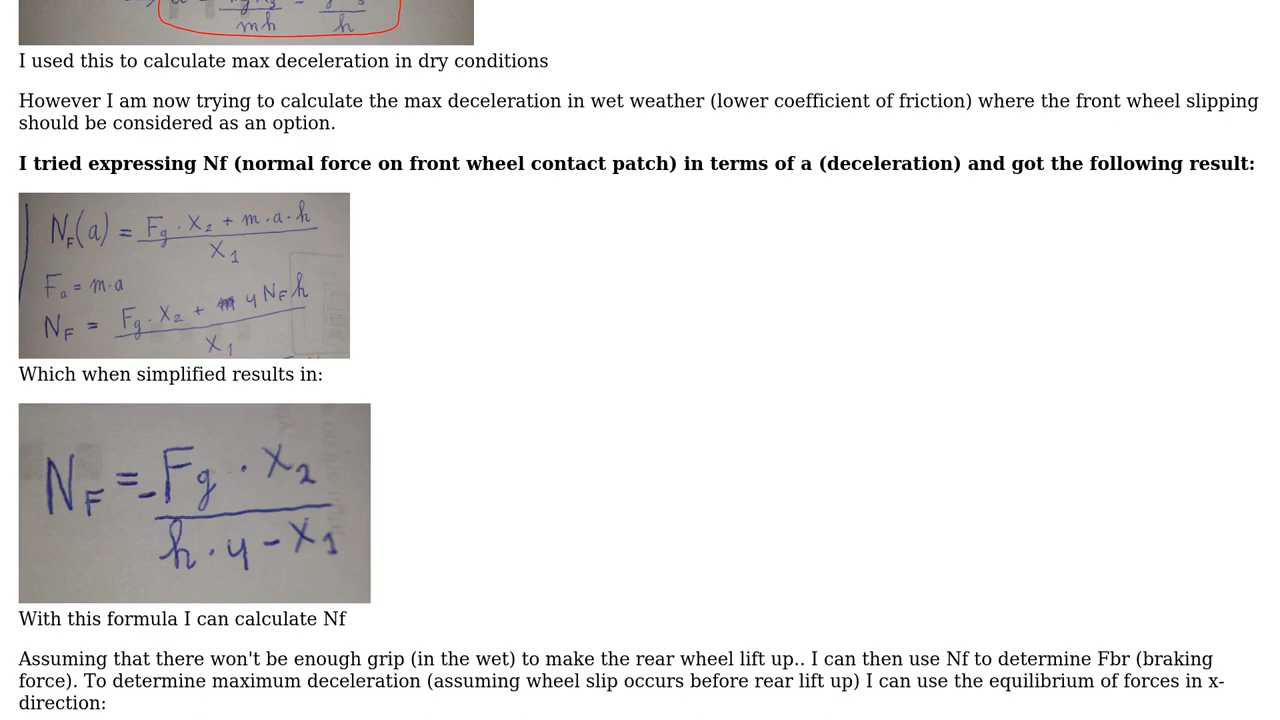 mh h
I used this to calculate max deceleration in dry conditions
However I am now trying to calculate the max deceleration in wet weather (lower coefficient of friction) where the front wheel slipping
should be considered as an option.
I tried expressing Nf (normal force on front wheel contact patch) in terms of a (deceleration) and got the following result:
N_F(a) = F_g · x_2 + m · a · h
x_1
F_a = m·a
N_F = F_g · x_2 + μ N_F h
x_1
Which when simplified results in:
N_F = - F_g · x_2
h · μ - x_1
With this formula I can calculate Nf
Assuming that there won't be enough grip (in the wet) to make the rear wheel lift up.. I can then use Nf to determine Fbr (braking
force). To determine maximum deceleration (assuming wheel slip occurs before rear lift up) I can use the equilibrium of forces in x-
direction: